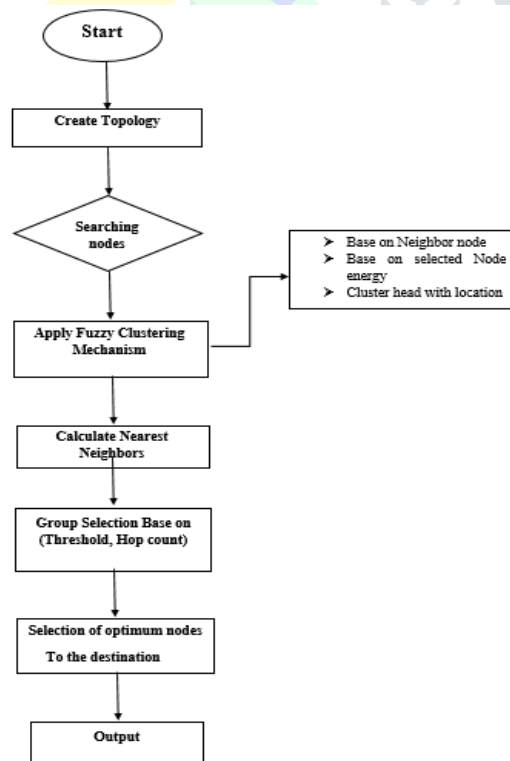 Start
Create Topology
Searching
nodes
➤ Base on Neighbor node
➤ Base on selected Node
energy
➤ Cluster head with location
Apply Fuzzy Clustering
Mechanism
Calculate Nearest
Neighbors
Group Selection Base on
(Threshold, Hop count)
Selection of optimum nodes
To the destination
Output